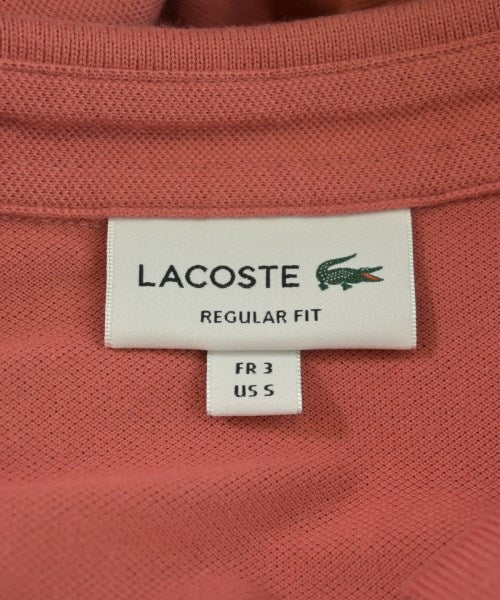 LACOSTE
REGULAR FIT
FR 3
US S